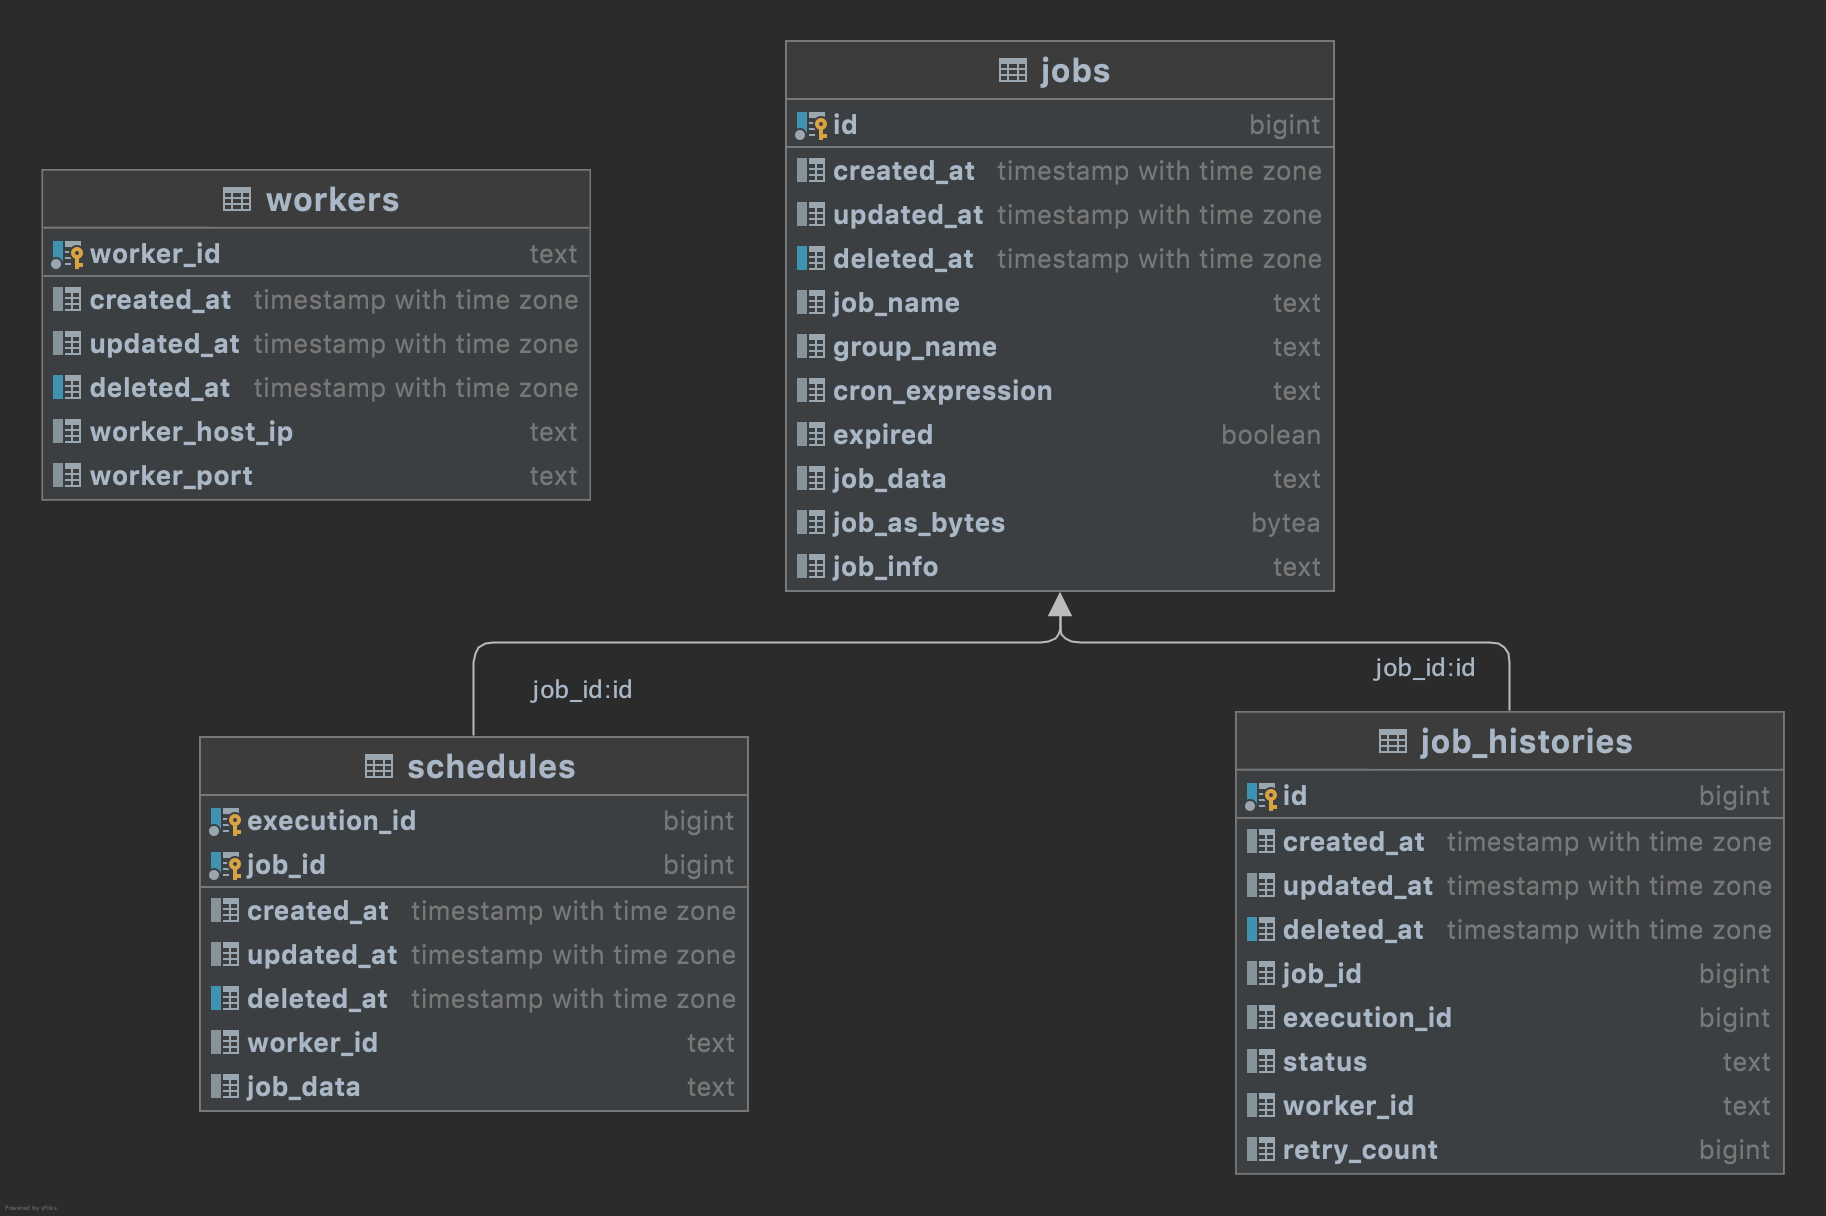 workers
worker_id text
created_at timestamp with time zone
updated_at timestamp with time zone
deleted_at timestamp with time zone
worker_host_ip text
worker_port text
jobs
id bigint
created_at timestamp with time zone
updated_at timestamp with time zone
deleted_at timestamp with time zone
job_name text
group_name text
cron_expression text
expired boolean
job_data text
job_as_bytes bytea
job_info text
job_id:id
job_id:id
schedules
execution_id bigint
job_id bigint
created_at timestamp with time zone
updated_at timestamp with time zone
deleted_at timestamp with time zone
worker_id text
job_data text
job_histories
id bigint
created_at timestamp with time zone
updated_at timestamp with time zone
deleted_at timestamp with time zone
job_id bigint
execution_id bigint
status text
worker_id text
retry_count bigint
Powered by yFiles